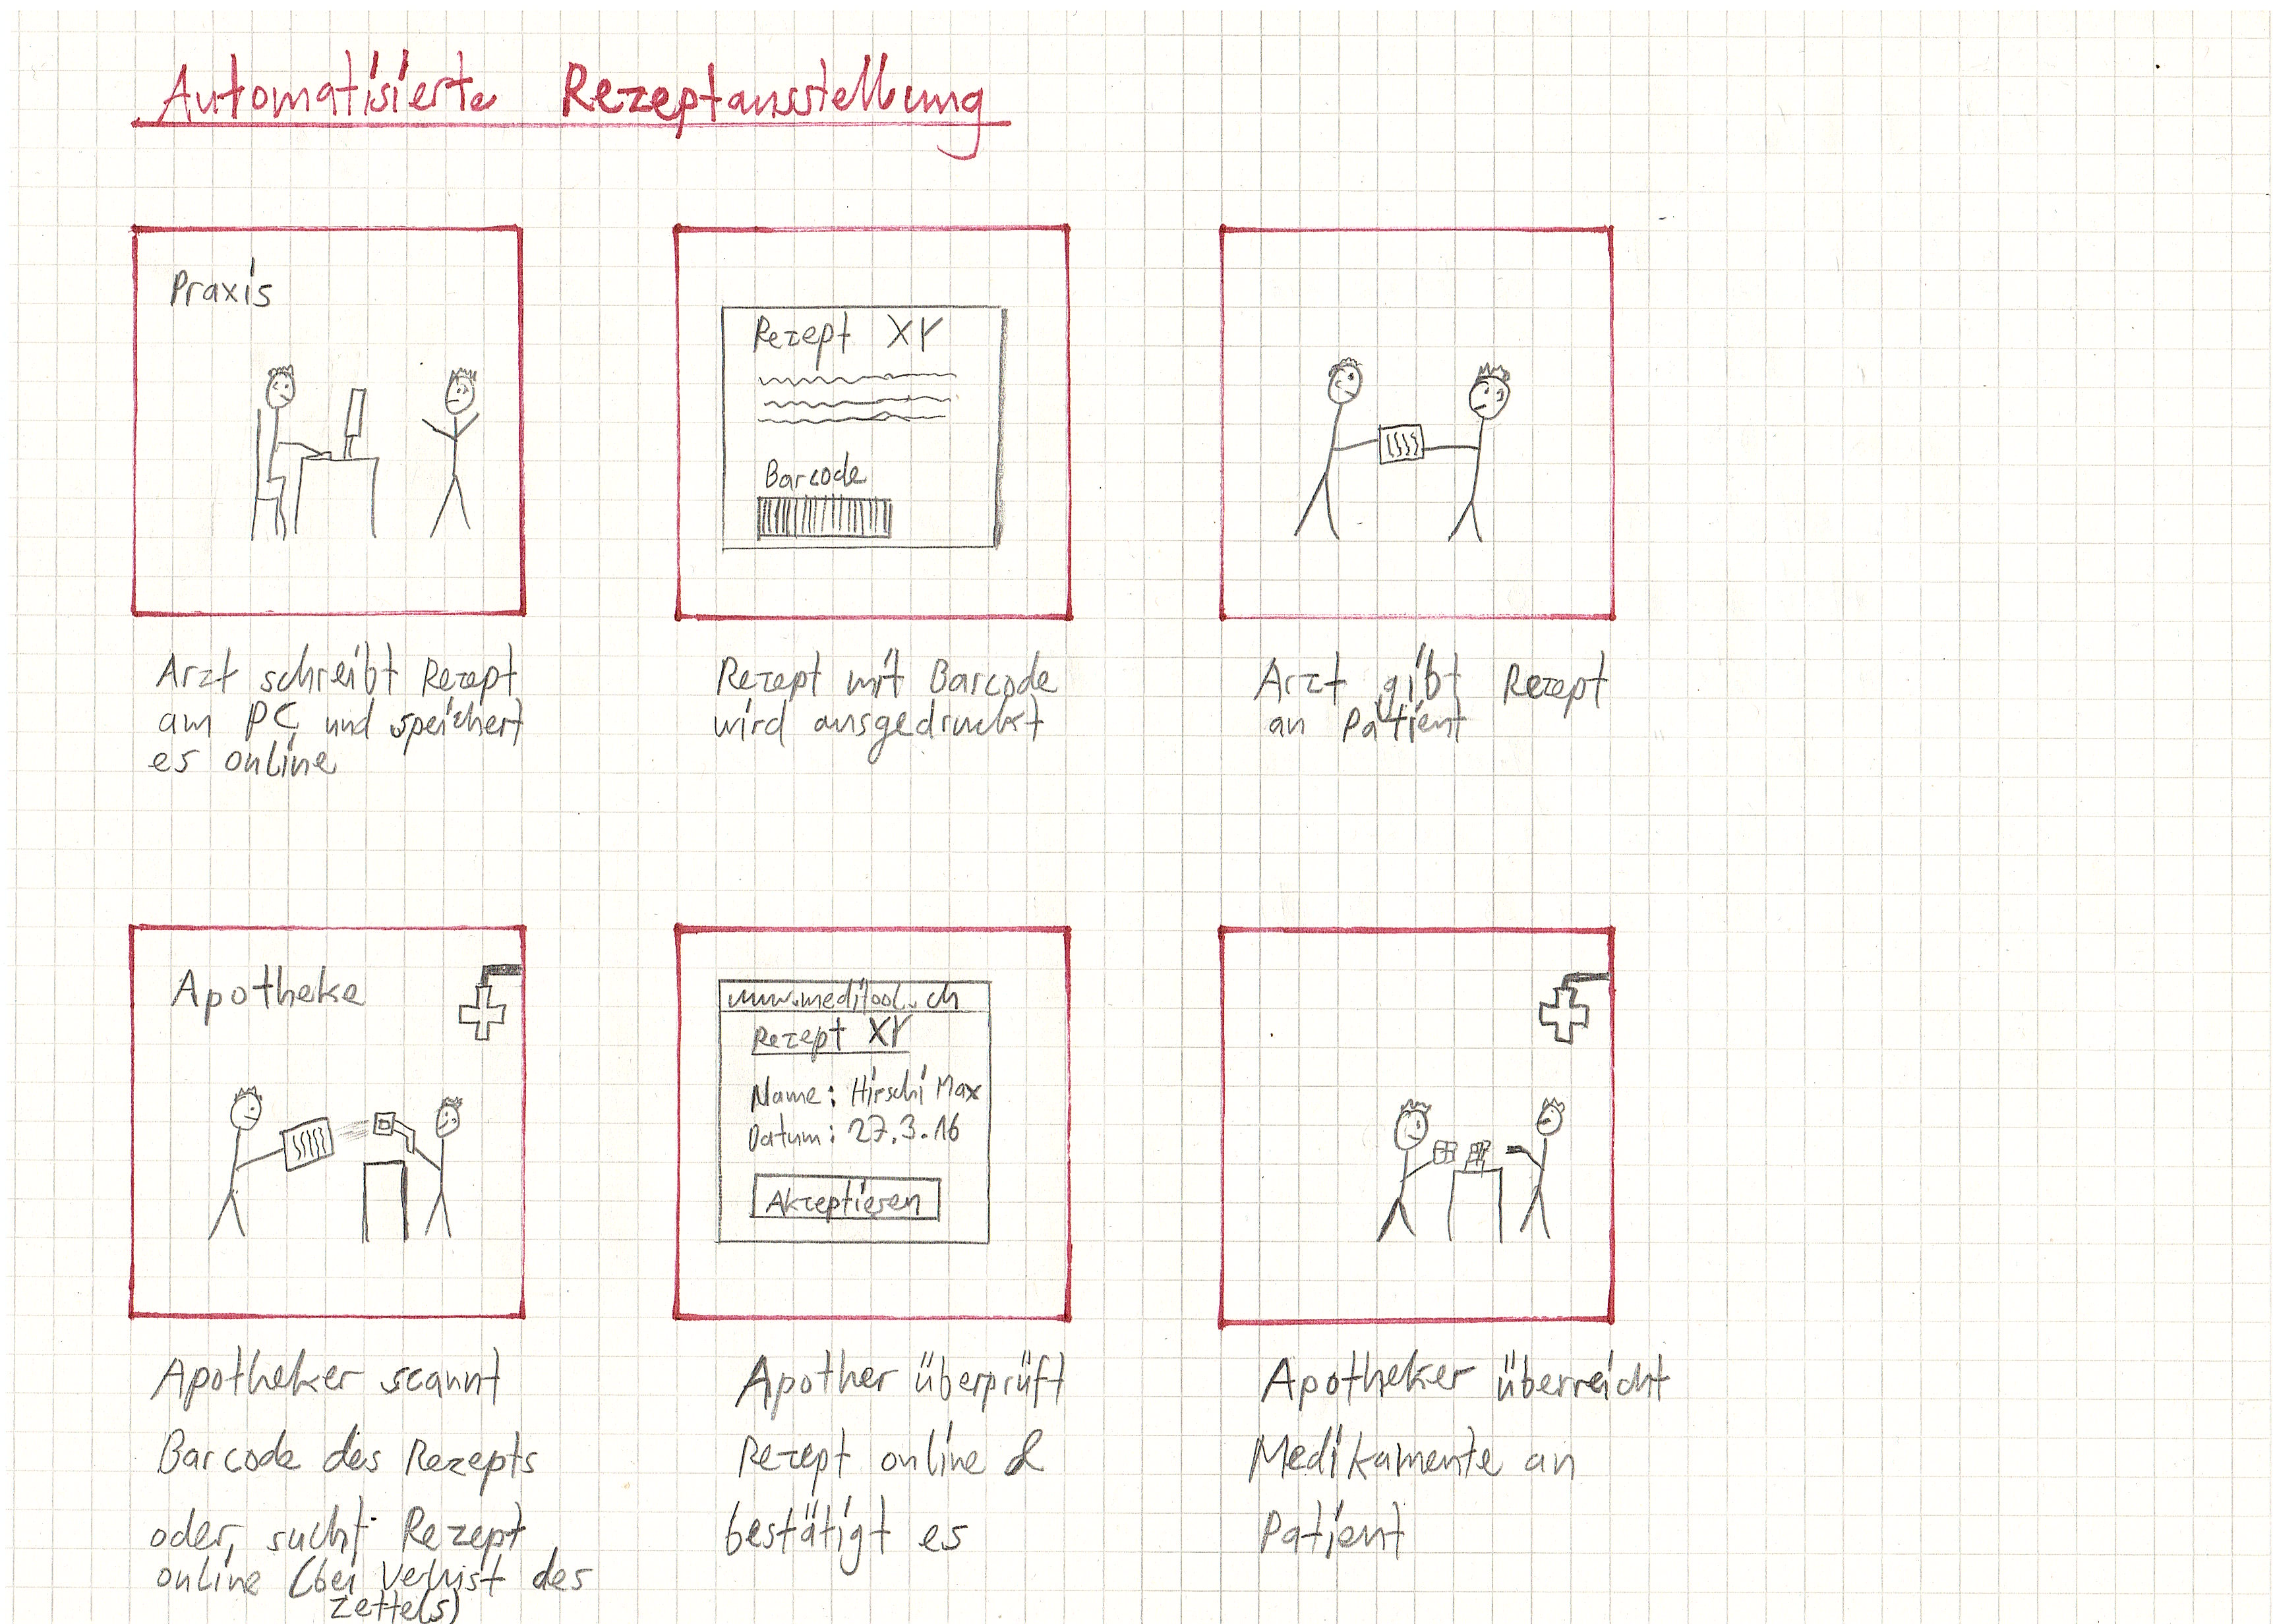 Automatisierte Rezeptausstellung
Praxis
Arzt schreibt Rezept
am PC und speichert
es online
Rezept XY
Barcode
Rezept mit Barcode
wird ausgedruckt
Arzt gibt Rezept
an Patient
Apotheke
Apotheker scannt
Barcode des Rezepts
oder, sucht Rezept
online (bei Verlust des
Zettels)
www.meditool.ch
Rezept XY
Name: Hirschi Max
Datum: 27.3.16
Akzeptieren
Apother überprüft
Rezept online &
bestätigt es
Apotheker überreicht
Medikamente an
Patient